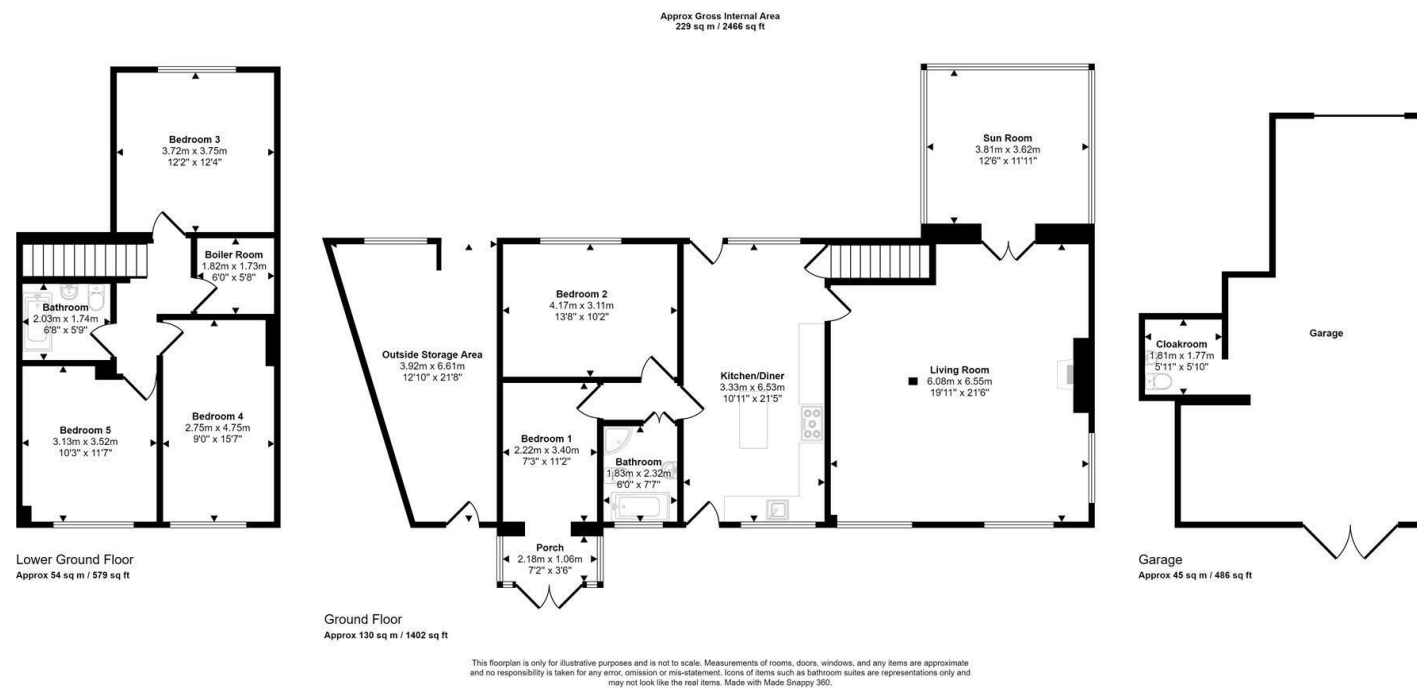 Approx Gross Internal Area
229 sq m / 2466 sq ft
Bedroom 3
3.72m x 3.75m
12'2" x 12'4"
Boiler Room
1.82m x 1.73m
6'0" x 5'8"
Bathroom
2.03m x 1.74m
6'8" x 5'9"
Bedroom 4
2.75m x 4.75m
9'0" x 15'7"
Bedroom 5
3.13m x 3.52m
10'3" x 11'7"
Lower Ground Floor
Approx 54 sq m / 579 sq ft
Sun Room
3.81m x 3.62m
12'6" x 11'11"
Bedroom 2
4.17m x 3.11m
13'8" x 10'2"
Outside Storage Area
3.92m x 6.61m
12'10" x 21'8"
Kitchen/Diner
3.33m x 6.53m
10'11" x 21'5"
Living Room
6.08m x 6.55m
19'11" x 21'6"
Bedroom 1
2.22m x 3.40m
7'3" x 11'2"
Bathroom
1.83m x 2.32m
6'0" x 7'7"
Porch
2.18m x 1.06m
7'2" x 3'6"
Ground Floor
Approx 130 sq m / 1402 sq ft
Garage
Cloakroom
1.81m x 1.77m
5'11" x 5'10"
Garage
Approx 45 sq m / 486 sq ft
This floorplan is only for illustrative purposes and is not to scale. Measurements of rooms, doors, windows, and any items are approximate
and no responsibility is taken for any error, omission or mis-statement. Icons of items such as bathroom suites are representations only and
may not look like the real items. Made with Made Snappy 360.